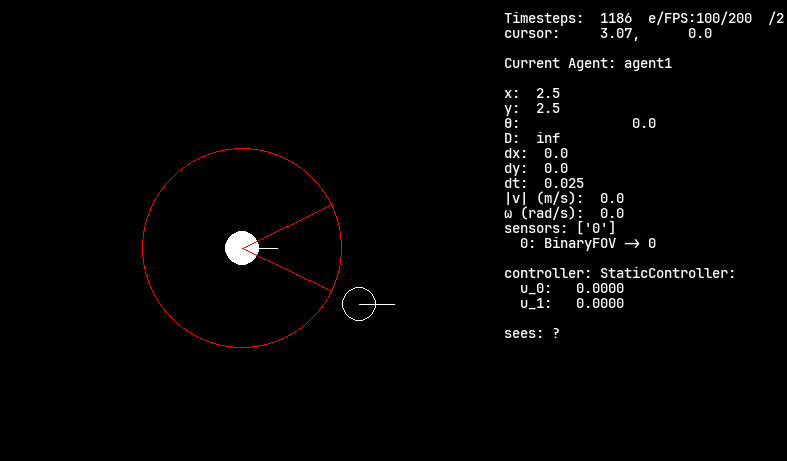 Timesteps:  1186  e/FPS:100/200  /2
cursor:     3.07,      0.0
Current Agent: agent1
x:  2.5
y:  2.5
θ:              0.0
D:  inf
dx:  0.0
dy:  0.0
dt:  0.025
|v| (m/s):  0.0
ω (rad/s):  0.0
sensors: ['0']
  0: BinaryFOV → 0
controller: StaticController:
  u_0:   0.0000
  u_1:   0.0000
sees: ?